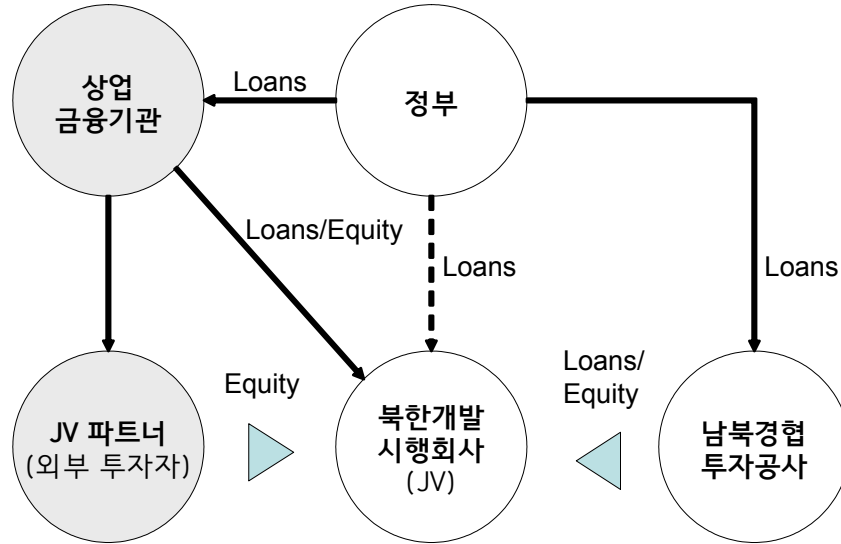 상업
금융기관
Loans
정부
Loans/Equity
Loans
Loans
Equity
Loans/
Equity
JV 파트너
(외부 투자자)
북한개발
시행회사
(JV)
남북경협
투자공사